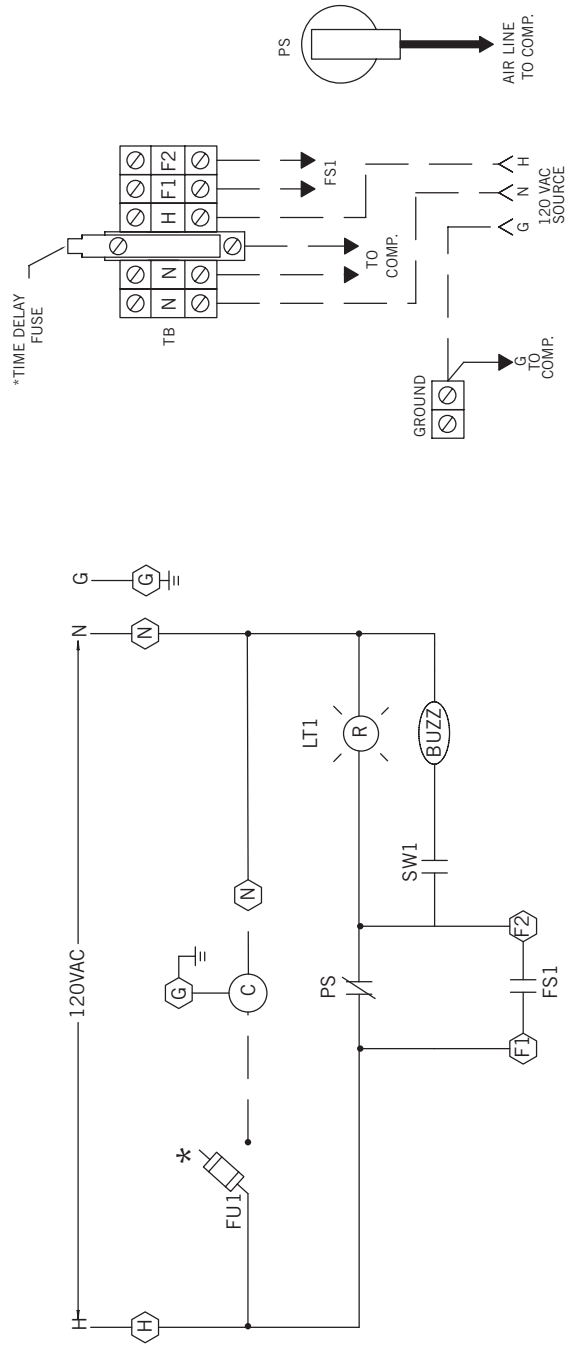 120VAC
H
N
G
H
N
G
*
FU1
G
C
N
PS
LT1
R
F1
FS1
F2
SW1
BUZZ
*TIME DELAY
FUSE
TB
N
N
H
F1
F2
TO
COMP.
FS1
GROUND
G
TO
COMP.
G
N
H
120 VAC
SOURCE
PS
AIR LINE
TO COMP.